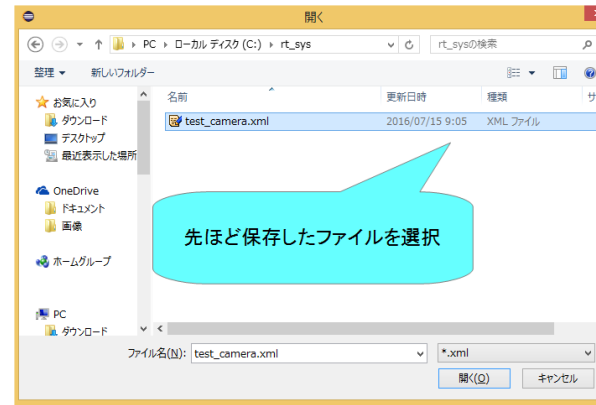 開く
PC ▸ ローカル ディスク (C:) ▸ rt_sys
rt_sysの検索
整理 新しいフォルダー
名前 更新日時 種類 サ
お気に入り
ダウンロード
デスクトップ
最近表示した場所
test_camera.xml 2016/07/15 9:05 XML ファイル
OneDrive
ドキュメント
画像
ホームグループ
PC
ダウンロード
先ほど保存したファイルを選択
ファイル名(N): test_camera.xml *.xml
開く(O) キャンセル